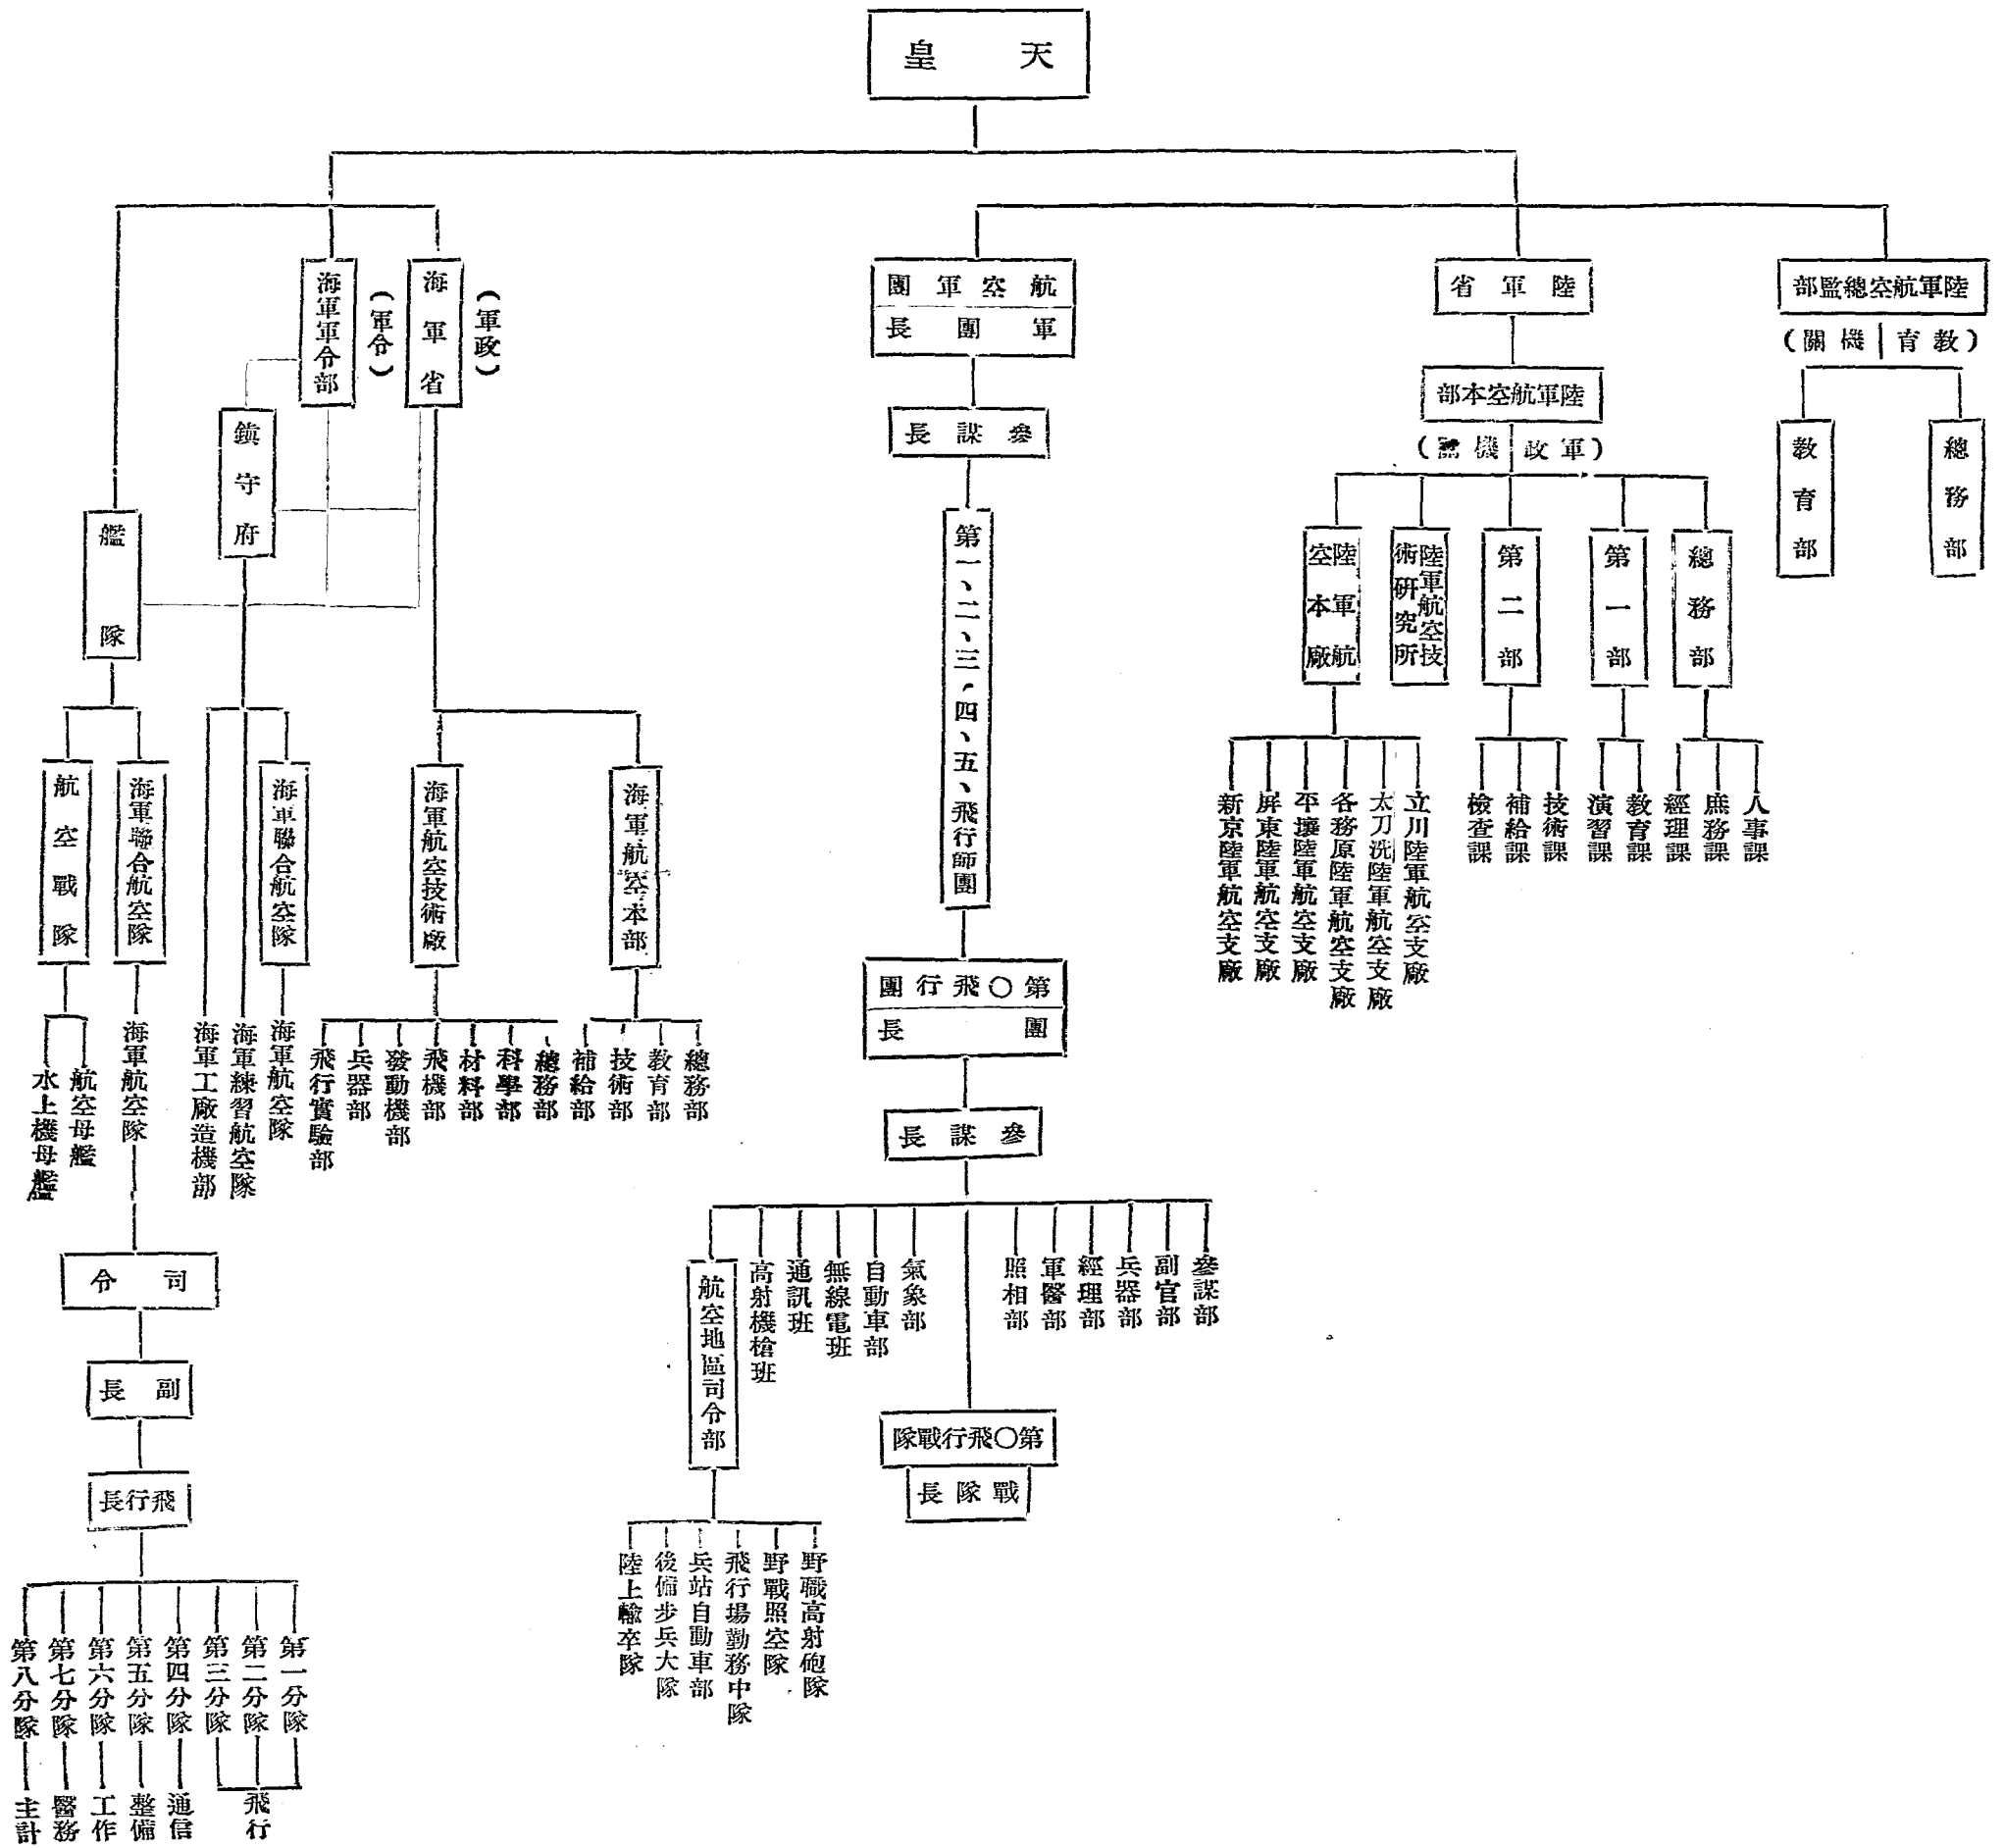 天皇
陸軍航空總監部
(教育機關)
總務部
教育部
陸軍省
陸軍航空本部
(軍政機關)
總務部
人事課
庶務課
經理課
第一部
教育課
演習課
第二部
技術課
補給課
檢查課
陸軍航空技術研究所
陸軍航空本廠
立川陸軍航空支廠
太刀洗陸軍航空支廠
各務原陸軍航空支廠
平壤陸軍航空支廠
屏東陸軍航空支廠
新京陸軍航空支廠
航空軍團
軍團長
參謀長
第一、二、三，四、五、飛行師團
第〇飛行團
團長
參謀長
參謀部
副官部
兵器部
經理部
軍醫部
照相部
氣象部
自動車部
無線電班
通訊班
高射機槍班
航空地區司令部
第〇飛行戰隊
戰隊長
野職高射砲隊
野戰照空隊
飛行場勤務中隊
兵站自動車部
後備步兵大隊
陸上輸卒隊
(軍政)
海軍省
(軍令)
海軍軍令部
鎮守府
艦隊
海軍航空本部
總務部
教育部
技術部
補給部
海軍航空技術廠
總務部
科學部
材料部
飛機部
發動機部
兵器部
飛行實驗部
海軍聯合航空隊
海軍航空隊
海軍練習航空隊
海軍工廠造機部
海軍聯合航空隊
海軍航空隊
航空戰隊
航空母艦
水上機母艦
司令
副長
飛行長
第一分隊
第二分隊
第三分隊
第四分隊
第五分隊
第六分隊
第七分隊
第八分隊
飛行
通信
整備
工作
醫務
主計